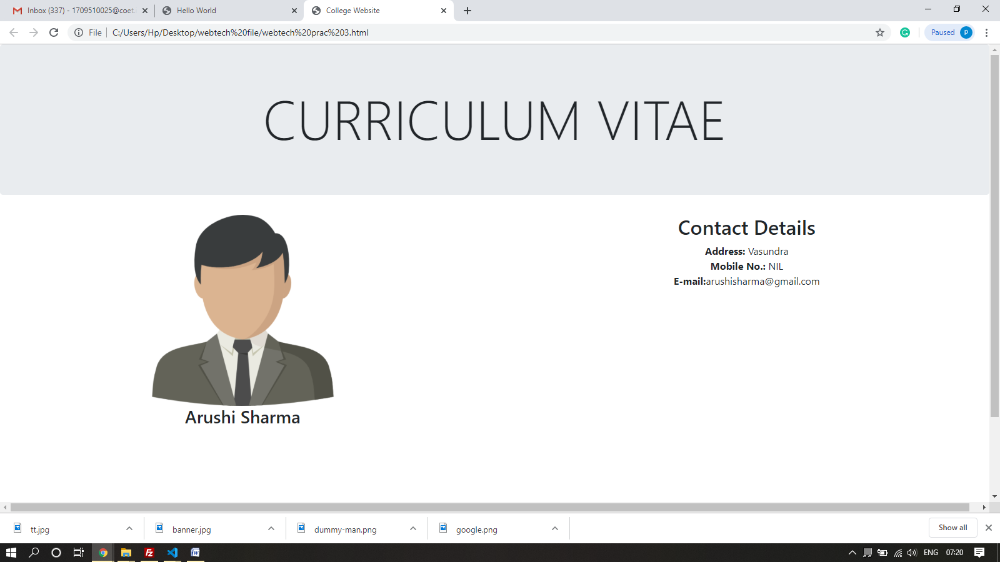 Inbox (337) - 1709510025@coet.
Hello World
College Website
File
C:/Users/Hp/Desktop/webtech%20file/webtech%20prac%203.html
Paused
p
CURRICULUM VITAE
Arushi Sharma
Contact Details
Address: Vasundra
Mobile No.: NIL
E-mail:arushisharma@gmail.com
tt.jpg
banner.jpg
dummy-man.png
google.png
Show all
ENG
07:20